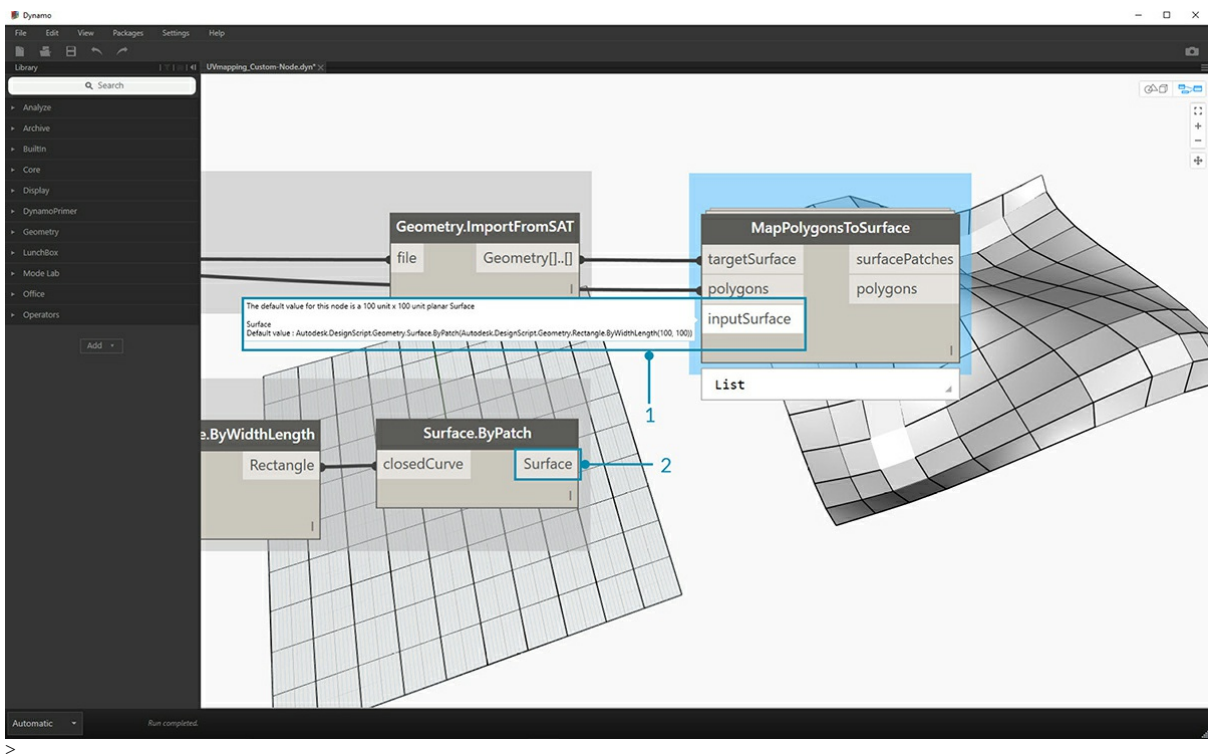 Dynamo
File Edit View Packages Settings Help
Library
UVmapping_Custom-Node.dyn*
Search
Analyze
Archive
BuiltIn
Core
Display
DynamoPrimer
Geometry
LunchBox
Mode Lab
Office
Operators
Add
Geometry.ImportFromSAT
file Geometry[]..[]
MapPolygonsToSurface
targetSurface surfacePatches
polygons polygons
inputSurface
The default value for this node is a 100 unit x 100 unit planar Surface
Surface
Default value : Autodesk.DesignScript.Geometry.Surface.ByPatch(Autodesk.DesignScript.Geometry.Rectangle.ByWidthLength(100, 100))
List
1
e.ByWidthLength
Rectangle
Surface.ByPatch
closedCurve Surface
2
Automatic
Run completed.
>